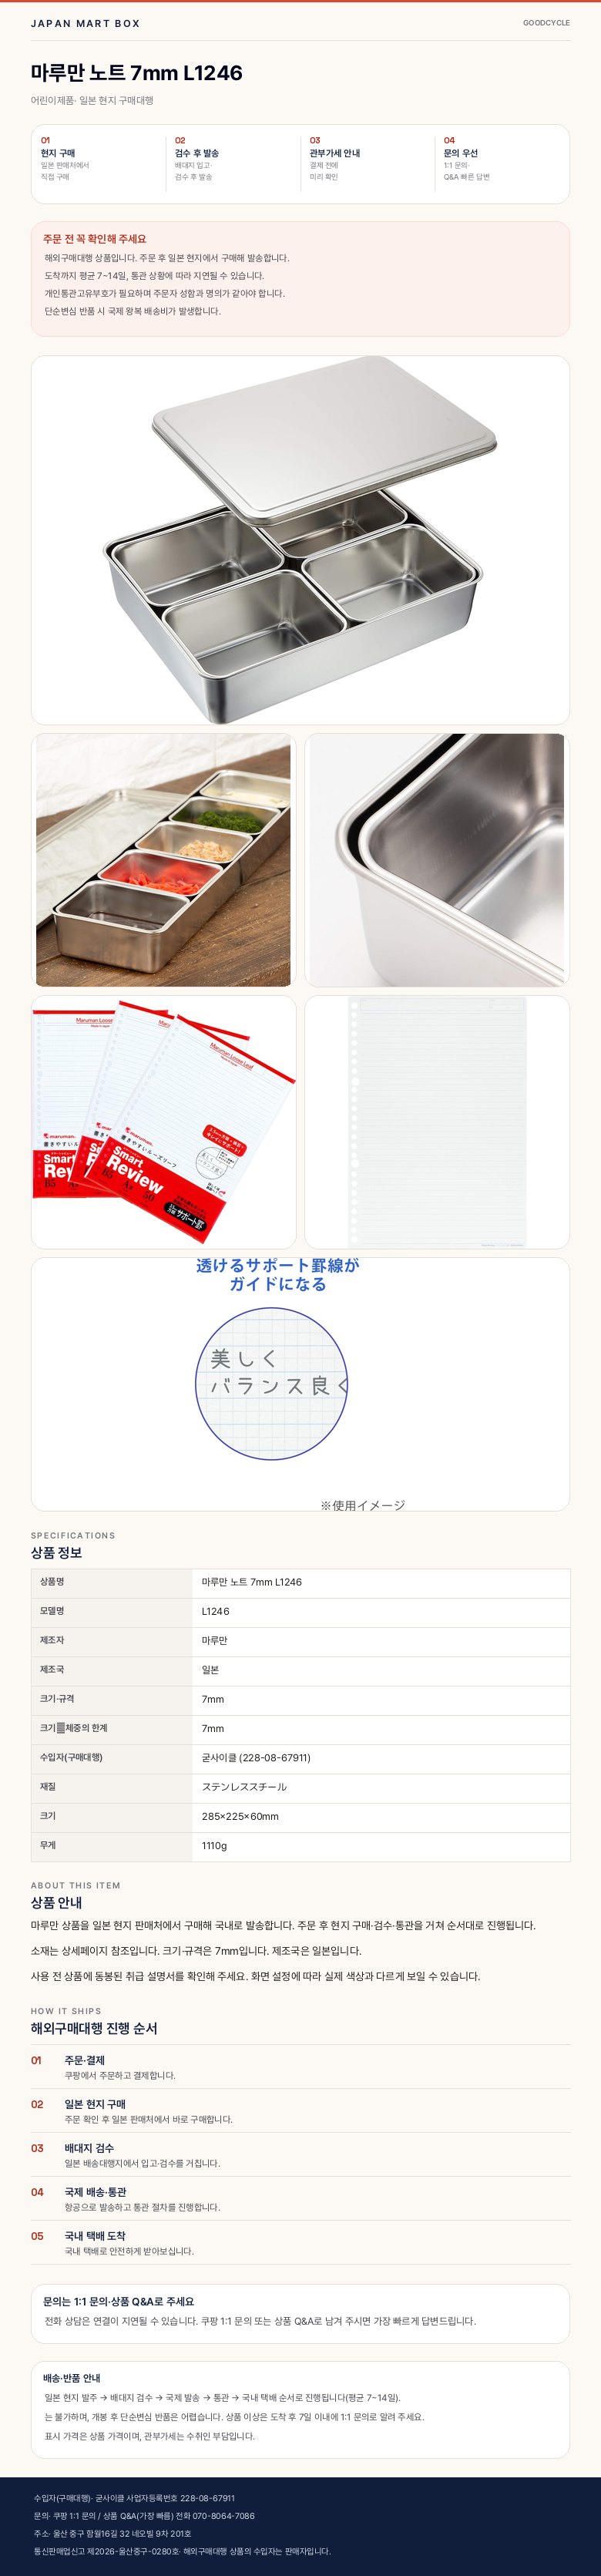 JAPAN MART BOX
GOODCYCLE
마루만 노트 7mm L1246
어린이제품· 일본 현지 구매대행
01
현지 구매
일본 판매처에서
직접 구매
02
검수 후 발송
배대지 입고·
검수 후 발송
03
관부가세 안내
결제 전에
미리 확인
04
문의 우선
1:1 문의·
Q&A 빠른 답변
주문 전 꼭 확인해 주세요
해외구매대행 상품입니다. 주문 후 일본 현지에서 구매해 발송합니다.
도착까지 평균 7~14일, 통관 상황에 따라 지연될 수 있습니다.
개인통관고유부호가 필요하며 주문자 성함과 명의가 같아야 합니다.
단순변심 반품 시 국제 왕복 배송비가 발생합니다.
Maruman Loose Leaf
maruman.
書きやすいルーズリーフ
Smart
Review
B5
A4
50
サポート罫
透けるサポート罫線が
ガイドになる
美しく
バランス良く
※使用イメージ
SPECIFICATIONS
상품 정보
상품명 마루만 노트 7mm L1246
모델명 L1246
제조자 마루만
제조국 일본
크기·규격 7mm
크기 체중의 한계 7mm
수입자(구매대행) 굳사이클 (228-08-67911)
재질 ステンレススチール
크기 285×225×60mm
무게 1110g
ABOUT THIS ITEM
상품 안내
마루만 상품을 일본 현지 판매처에서 구매해 국내로 발송합니다. 주문 후 현지 구매·검수·통관을 거쳐 순서대로 진행됩니다.
소재는 상세페이지 참조입니다. 크기·규격은 7mm입니다. 제조국은 일본입니다.
사용 전 상품에 동봉된 취급 설명서를 확인해 주세요. 화면 설정에 따라 실제 색상과 다르게 보일 수 있습니다.
HOW IT SHIPS
해외구매대행 진행 순서
01 주문·결제
쿠팡에서 주문하고 결제합니다.
02 일본 현지 구매
주문 확인 후 일본 판매처에서 바로 구매합니다.
03 배대지 검수
일본 배송대행지에서 입고·검수를 거칩니다.
04 국제 배송·통관
항공으로 발송하고 통관 절차를 진행합니다.
05 국내 택배 도착
국내 택배로 안전하게 받아보십니다.
문의는 1:1 문의·상품 Q&A로 주세요
전화 상담은 연결이 지연될 수 있습니다. 쿠팡 1:1 문의 또는 상품 Q&A로 남겨 주시면 가장 빠르게 답변드립니다.
배송·반품 안내
일본 현지 발주 → 배대지 검수 → 국제 발송 → 통관 → 국내 택배 순서로 진행됩니다(평균 7~14일).
는 불가하며, 개봉 후 단순변심 반품은 어렵습니다. 상품 이상은 도착 후 7일 이내에 1:1 문의로 알려 주세요.
표시 가격은 상품 가격이며, 관부가세는 수취인 부담입니다.
수입자(구매대행)· 굳사이클 사업자등록번호 228-08-67911
문의· 쿠팡 1:1 문의 / 상품 Q&A(가장 빠름) 전화 070-8064-7086
주소· 울산 중구 함월16길 32 네오빌 9차 201호
통신판매업신고 제2026-울산중구-0280호· 해외구매대행 상품의 수입자는 판매자입니다.